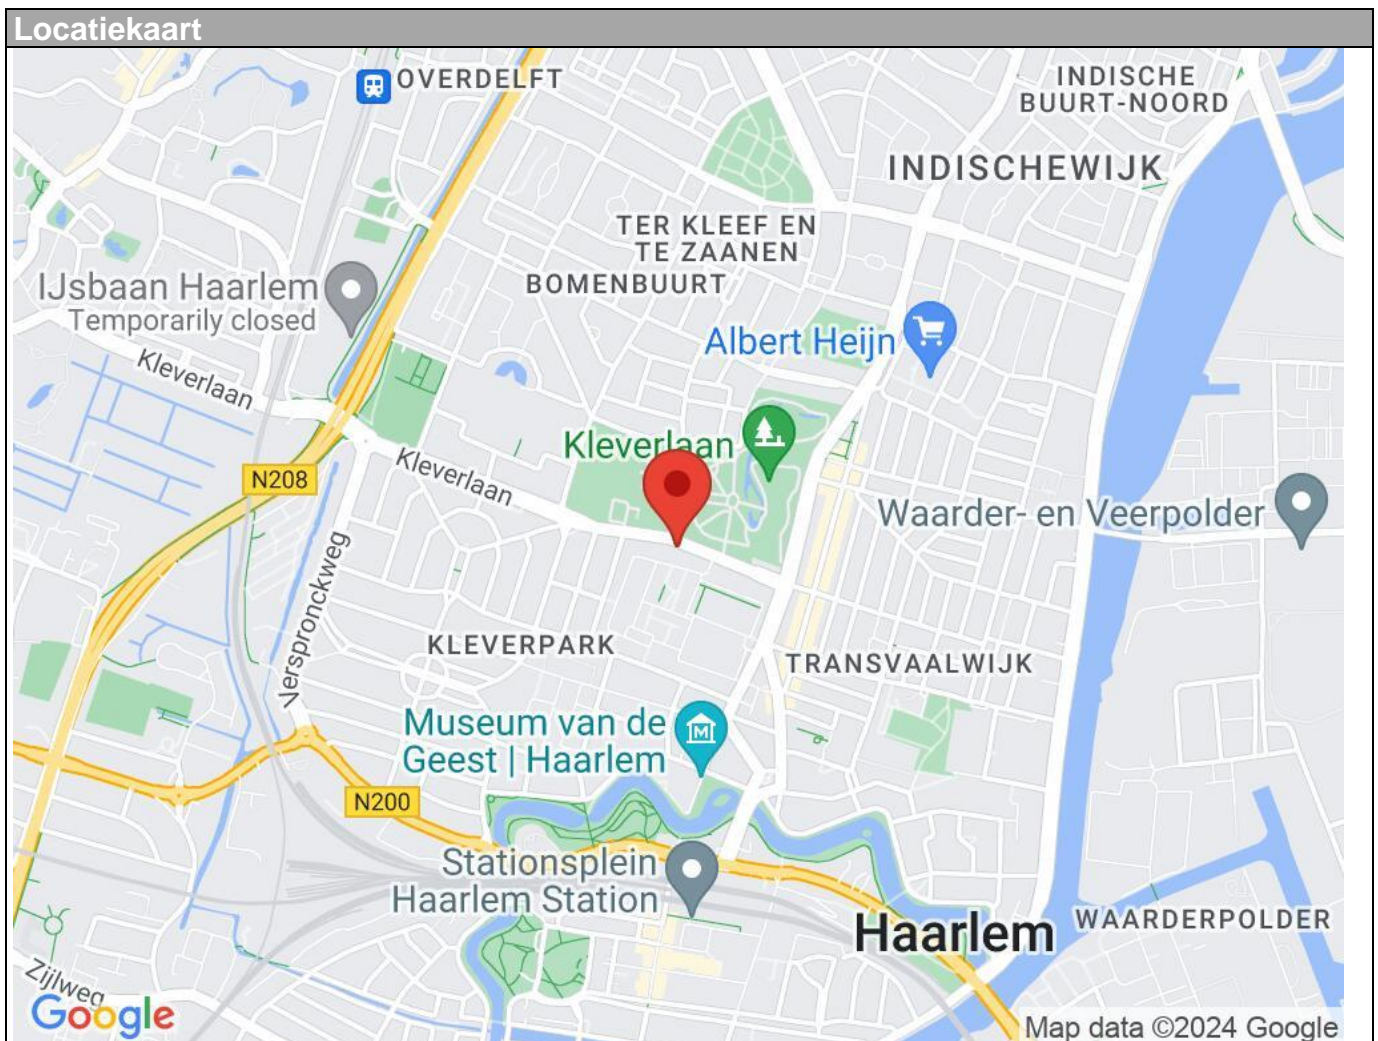 Locatiekaart
OVERDELFT
INDISCHE
BUURT-NOORD
INDISCHEWIJK
TER KLEEF EN
TE ZAANEN
BOMENBUURT
IJsbaan Haarlem
Temporarily closed
Albert Heijn
Kleverlaan
Kleverlaan
Kleverlaan
N208
Waarder- en Veerpolder
Verspronckweg
KLEVERPARK
TRANSVAALWIJK
Museum van de
Geest | Haarlem
N200
Stationsplein
Haarlem Station
Haarlem
WAARDERPOLDER
Zijlweg
Google
Map data ©2024 Google